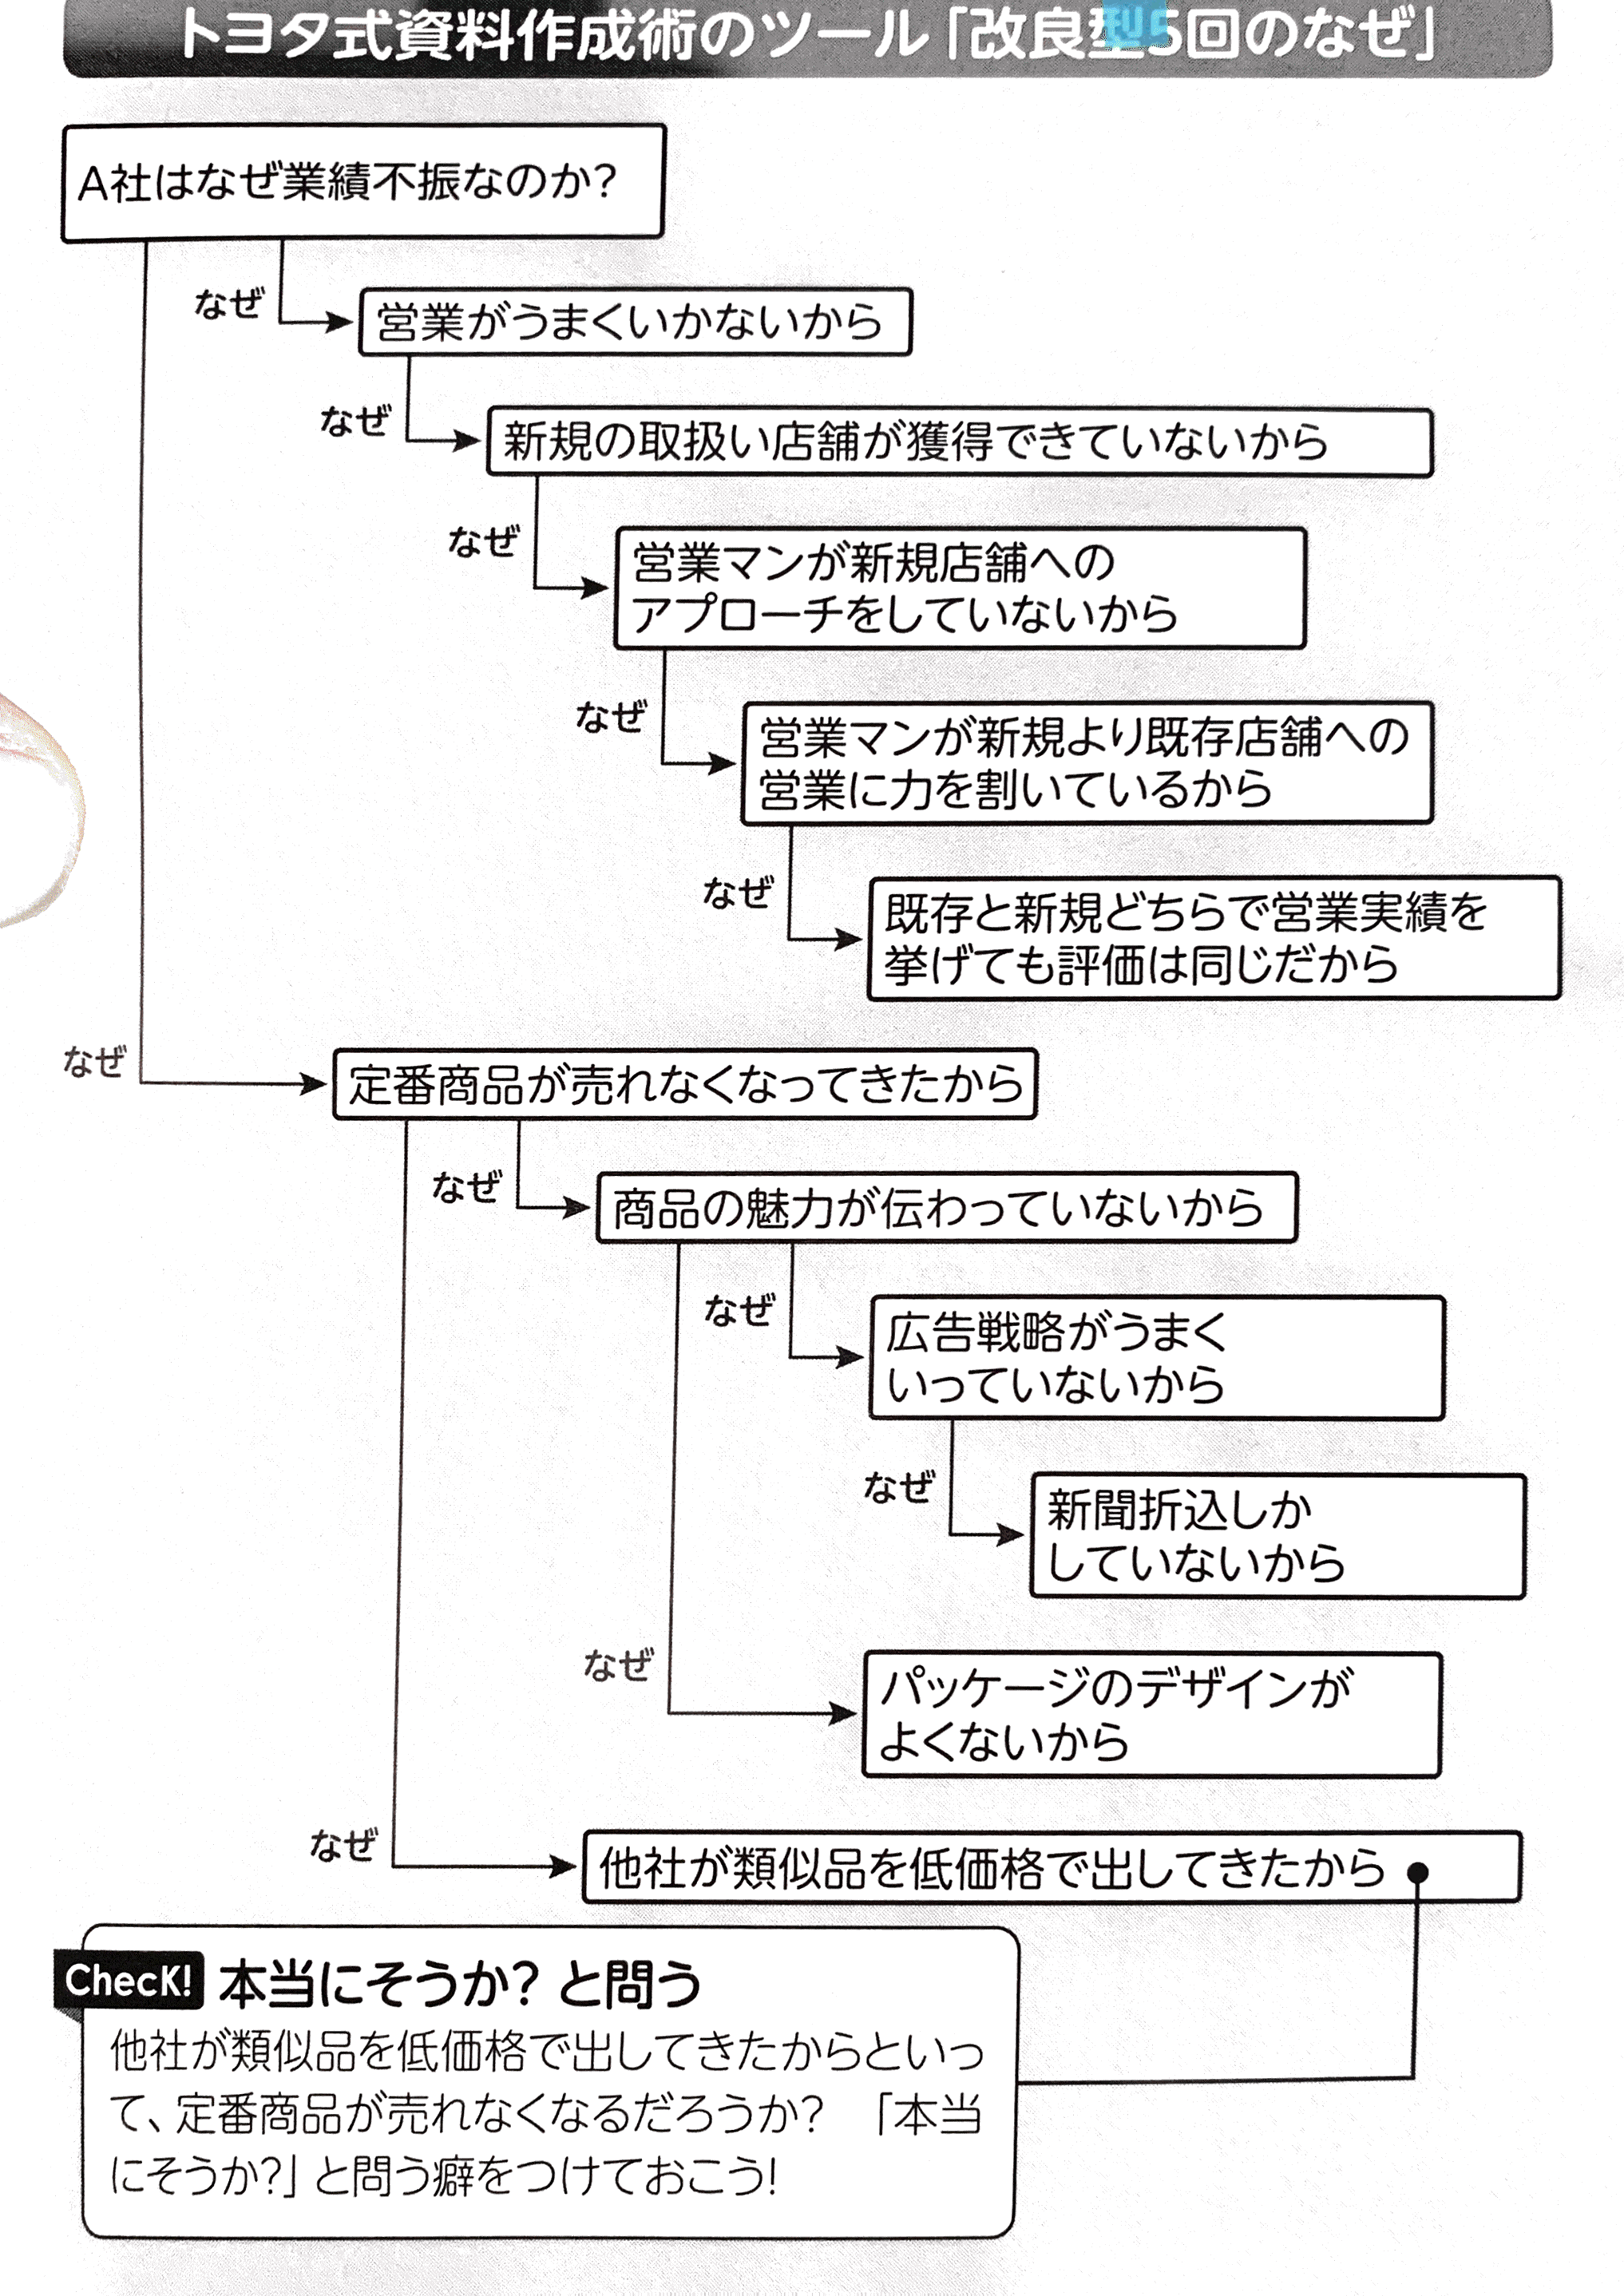 トヨタ式資料作成術のツール「改良型5回のなぜ」
A社はなぜ業績不振なのか?
なぜ
営業がうまくいかないから
なぜ
新規の取扱い店舗が獲得できていないから
なぜ
営業マンが新規店舗への
アプローチをしていないから
なぜ
営業マンが新規より既存店舗への
営業に力を割いているから
なぜ
既存と新規どちらで営業実績を
挙げても評価は同じだから
なぜ
定番商品が売れなくなってきたから
なぜ
商品の魅力が伝わっていないから
なぜ
広告戦略がうまく
いっていないから
なぜ
新聞折込しか
していないから
なぜ
パッケージのデザインが
よくないから
なぜ
他社が類似品を低価格で出してきたから
ChecK! 本当にそうか? と問う
他社が類似品を低価格で出してきたからといっ
て、定番商品が売れなくなるだろうか? 「本当
にそうか?」と問う癖をつけておこう!